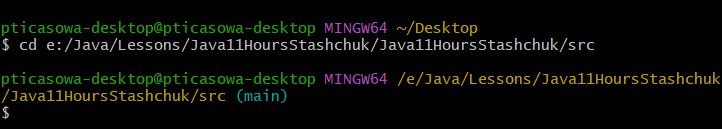 pticasowa-desktop@pticasowa-desktop MINGW64 ~/Desktop
$ cd e:/Java/Lessons/Java11HoursStashchuk/Java11HoursStashchuk/src
pticasowa-desktop@pticasowa-desktop MINGW64 /e/Java/Lessons/Java11HoursStashchuk
/Java11HoursStashchuk/src (main)
$